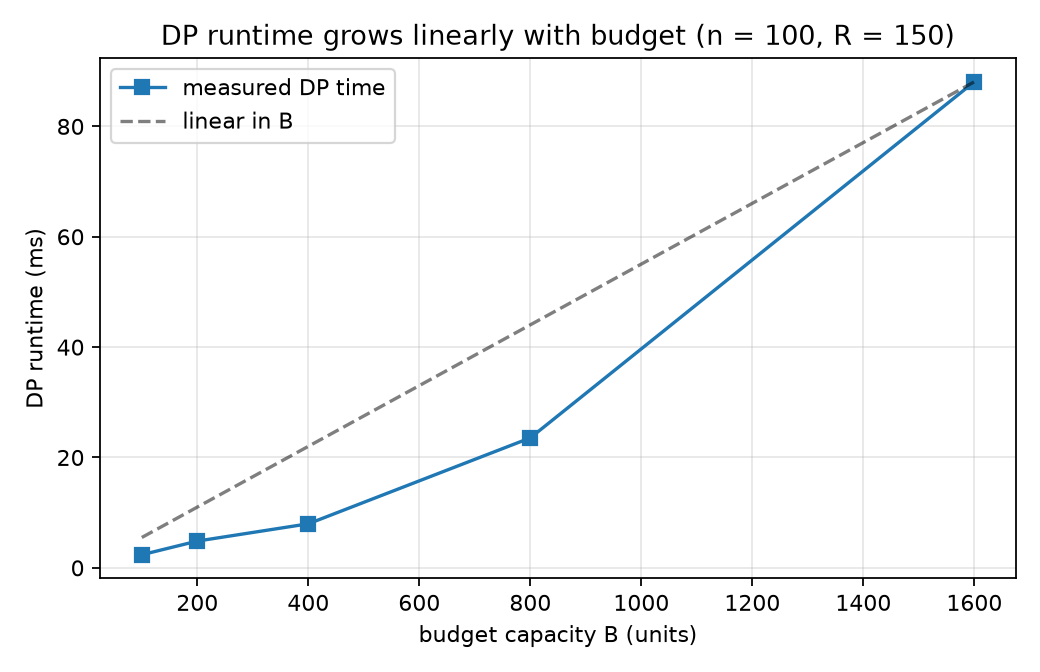 DP runtime grows linearly with budget (n = 100, R = 150)
measured DP time
linear in B
DP runtime (ms)
80
60
40
20
0
200 400 600 800 1000 1200 1400 1600
budget capacity B (units)